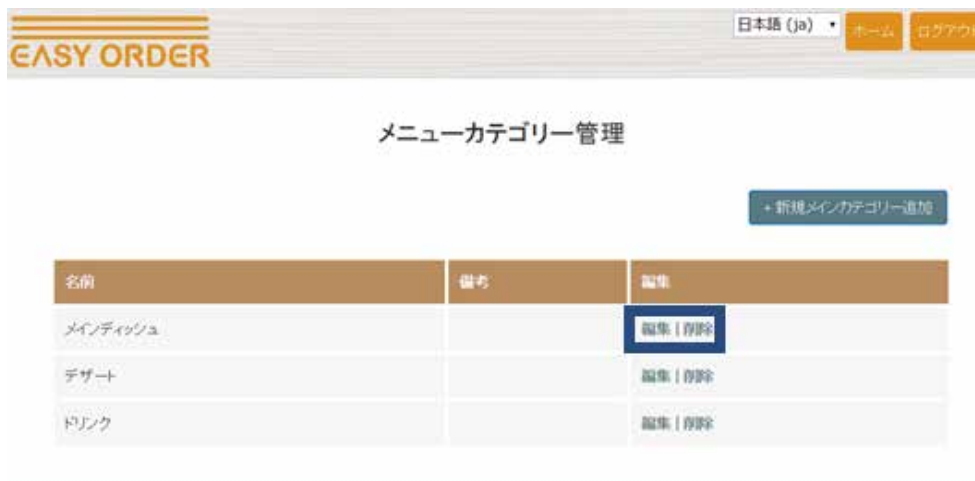 EASY ORDER
日本語 (ja)
ホーム
ログアウ
メニューカテゴリー管理
+ 新規メインカテゴリー追加
名前 備考 編集
メインディッシュ 編集 | 削除
デザート 編集 | 削除
ドリンク 編集 | 削除